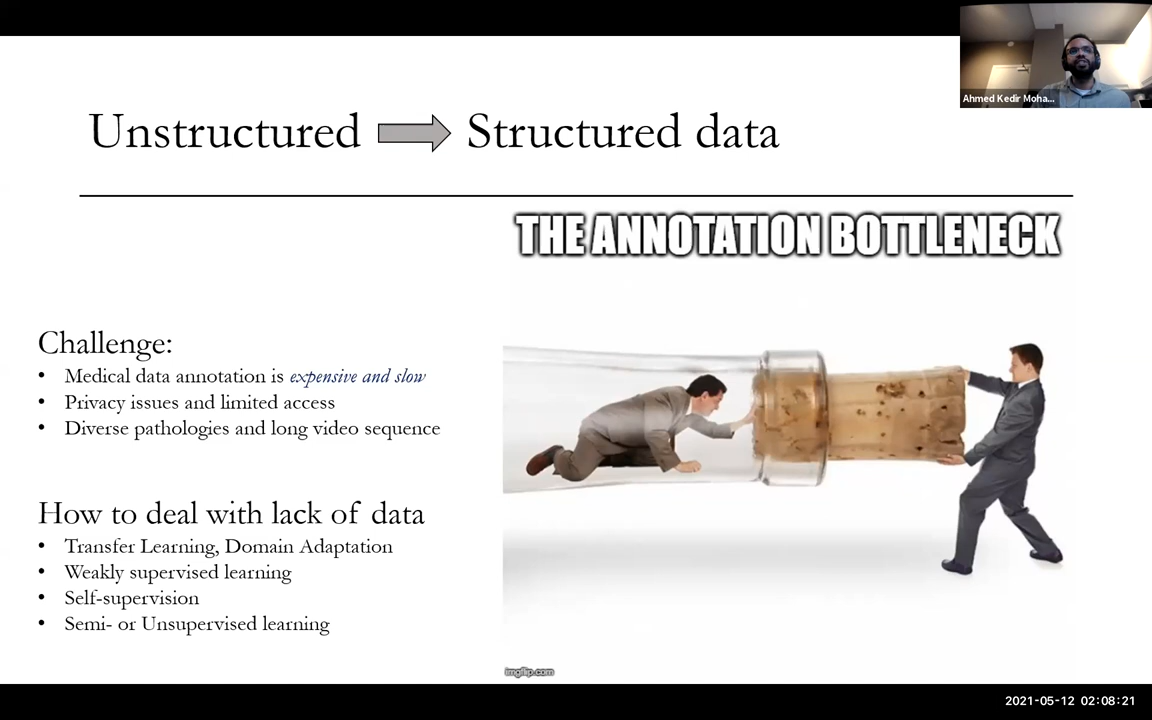 Ahmed Kedir Moha...
Unstructured Structured data
THE ANNOTATION BOTTLENECK
Challenge:
• Medical data annotation is expensive and slow
• Privacy issues and limited access
• Diverse pathologies and long video sequence
How to deal with lack of data
• Transfer Learning, Domain Adaptation
• Weakly supervised learning
• Self-supervision
• Semi- or Unsupervised learning
imgflip.com
2021-05-12 02:08:21